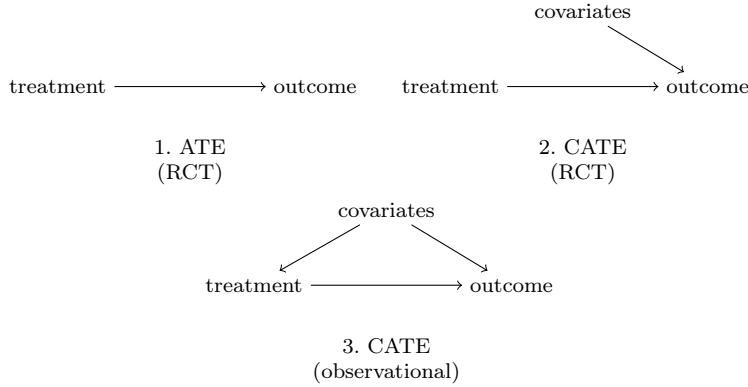 covariates
treatment
outcome
treatment
outcome
1. ATE
(RCT)
2. CATE
(RCT)
covariates
treatment
outcome
3. CATE
(observational)